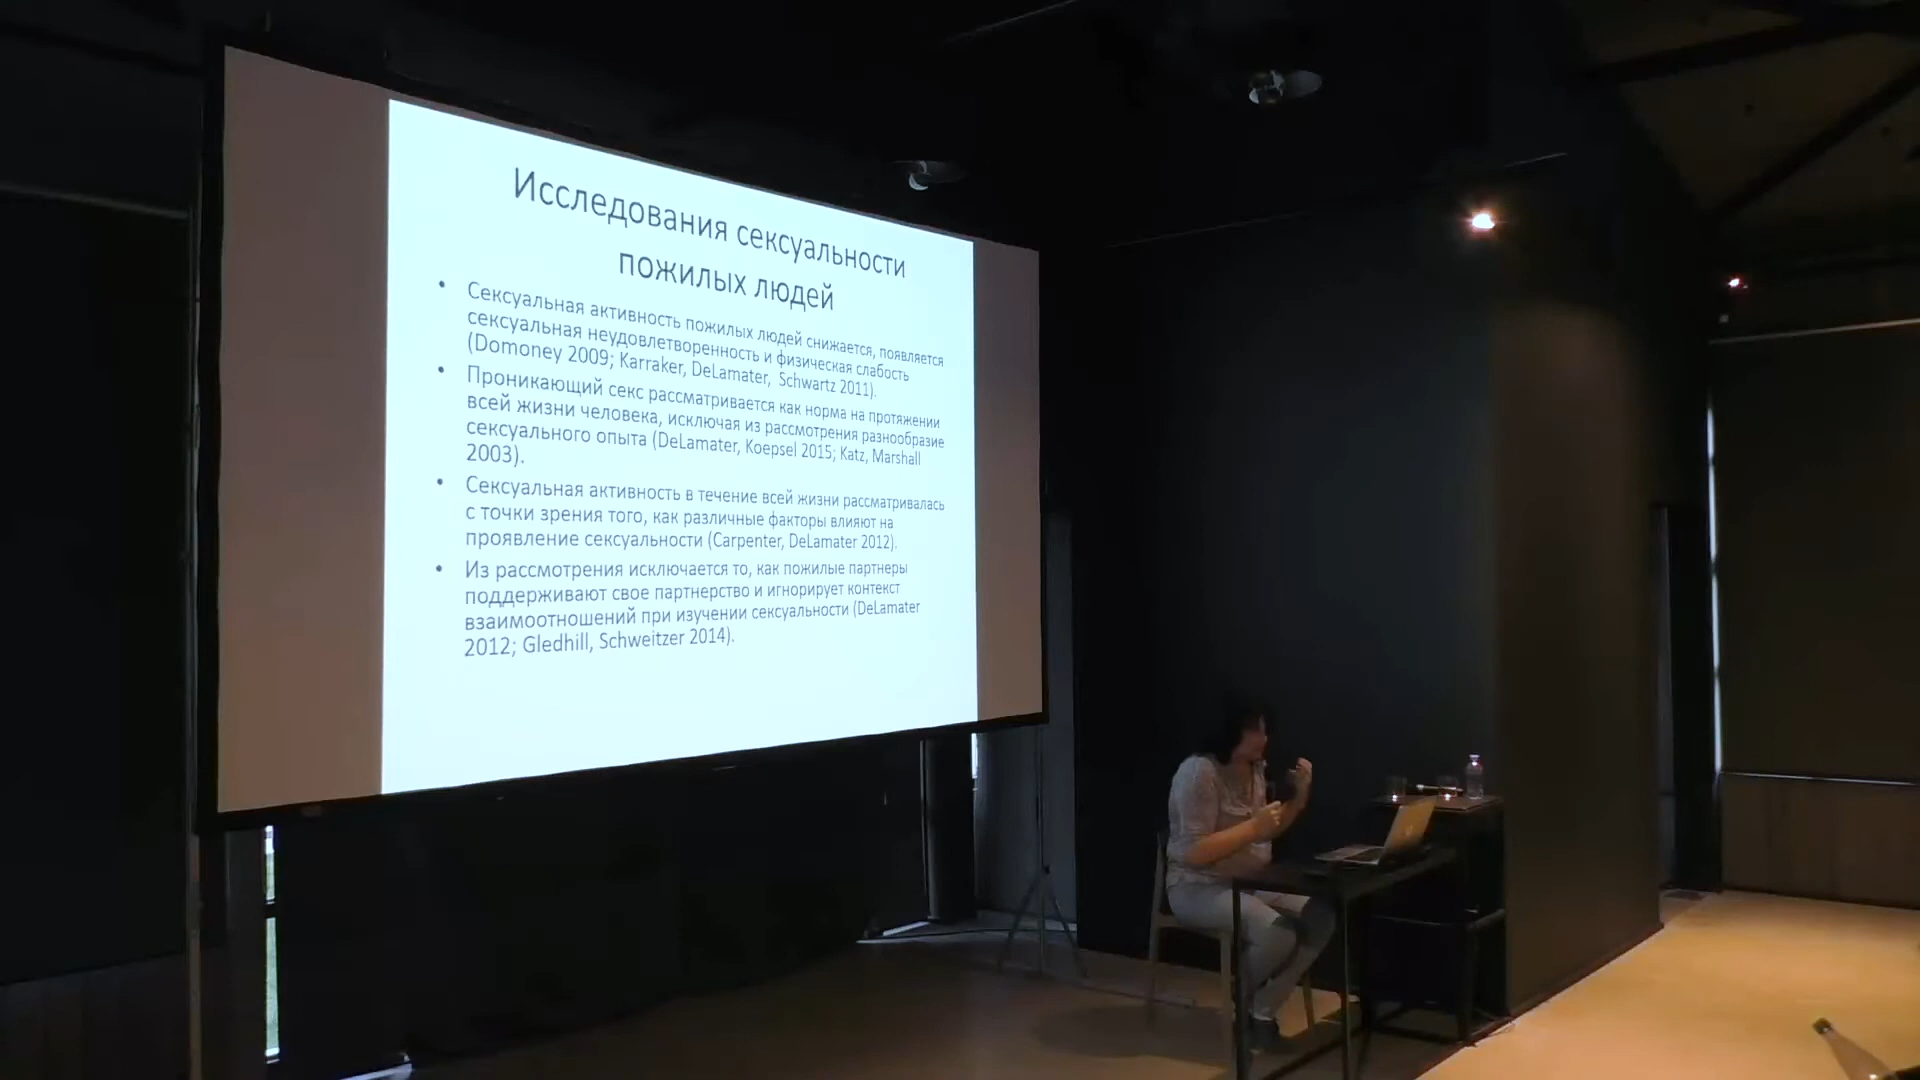 Исследования сексуальности
пожилых людей
• Сексуальная активность пожилых людей снижается, появляется
сексуальная неудовлетворенность и физическая слабость
(Domoney 2009; Karraker, DeLamater, Schwartz 2011).
• Проникающий секс рассматривается как норма на протяжении
всей жизни человека, исключая из рассмотрения разнообразие
сексуального опыта (DeLamater, Koepsel 2015; Katz, Marshall
2003).
• Сексуальная активность в течение всей жизни рассматривалась
с точки зрения того, как различные факторы влияют на
проявление сексуальности (Carpenter, DeLamater 2012).
• Из рассмотрения исключается то, как пожилые партнеры
поддерживают свое партнерство и игнорирует контекст
взаимоотношений при изучении сексуальности (DeLamater
2012; Gledhill, Schweitzer 2014).